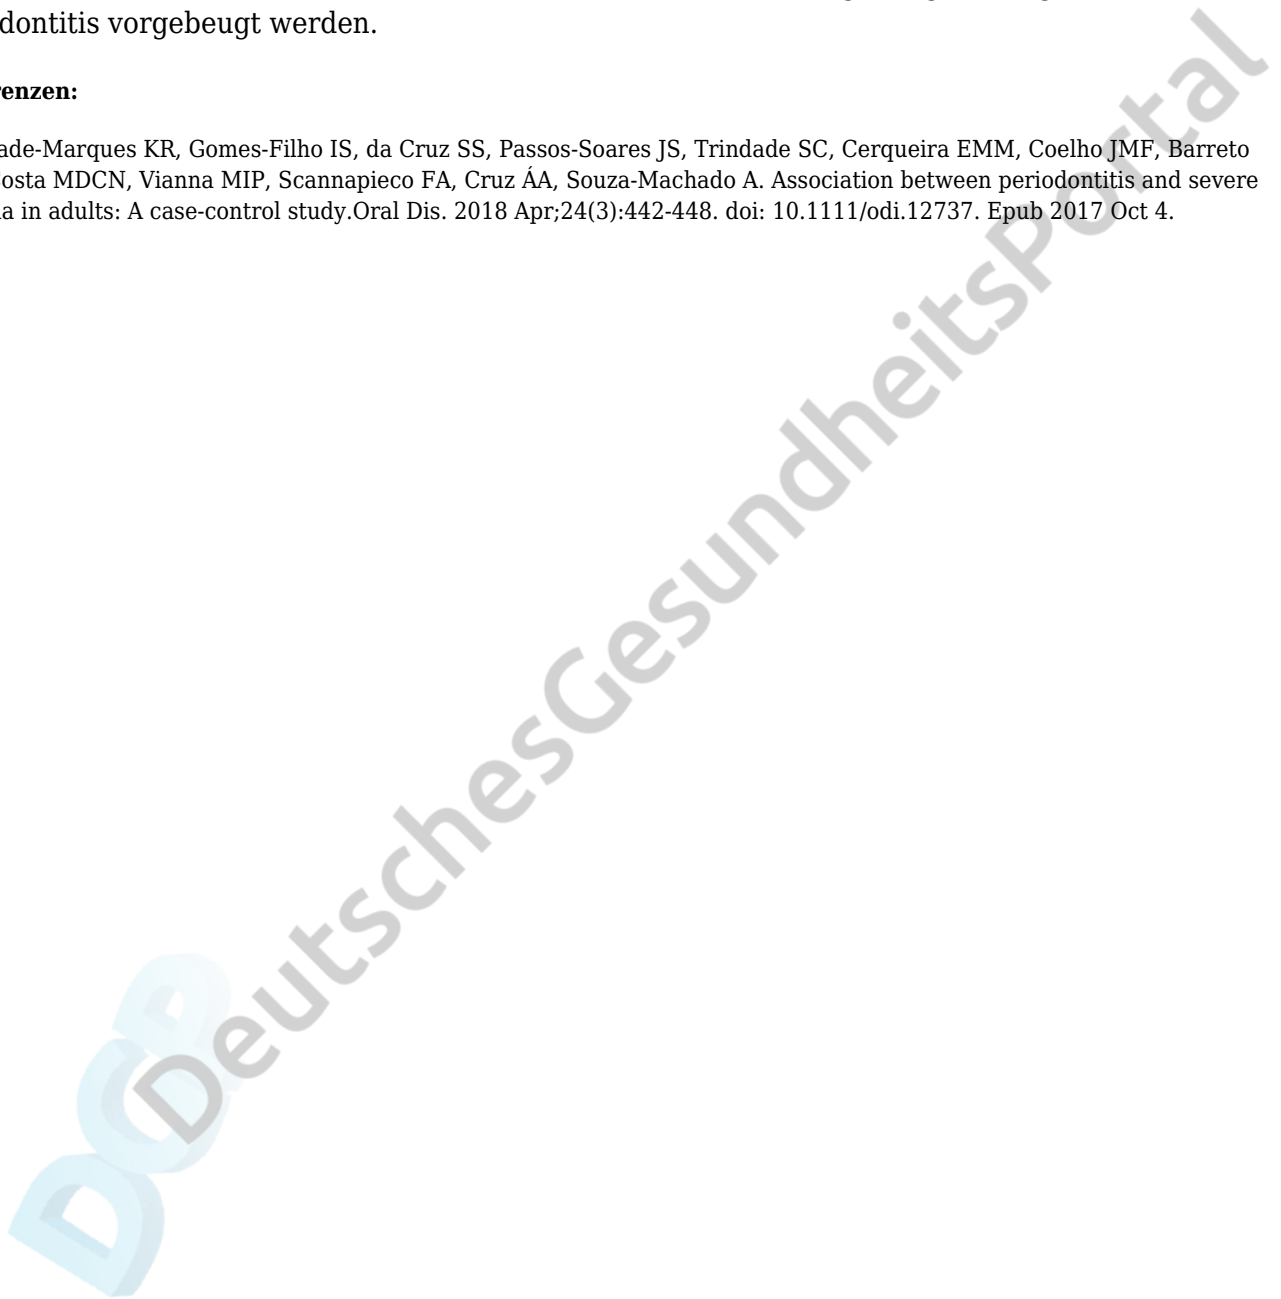 dontitis vorgebeugt werden.
enzen:
ade-Marques KR, Gomes-Filho IS, da Cruz SS, Passos-Soares JS, Trindade SC, Cerqueira EMM, Coelho JMF, Barreto
osta MDCN, Vianna MIP, Scannapieco FA, Cruz ÁA, Souza-Machado A. Association between periodontitis and severe
a in adults: A case-control study.Oral Dis. 2018 Apr;24(3):442-448. doi: 10.1111/odi.12737. Epub 2017 Oct 4.
DeutschesGesundheitsPortal
DGP